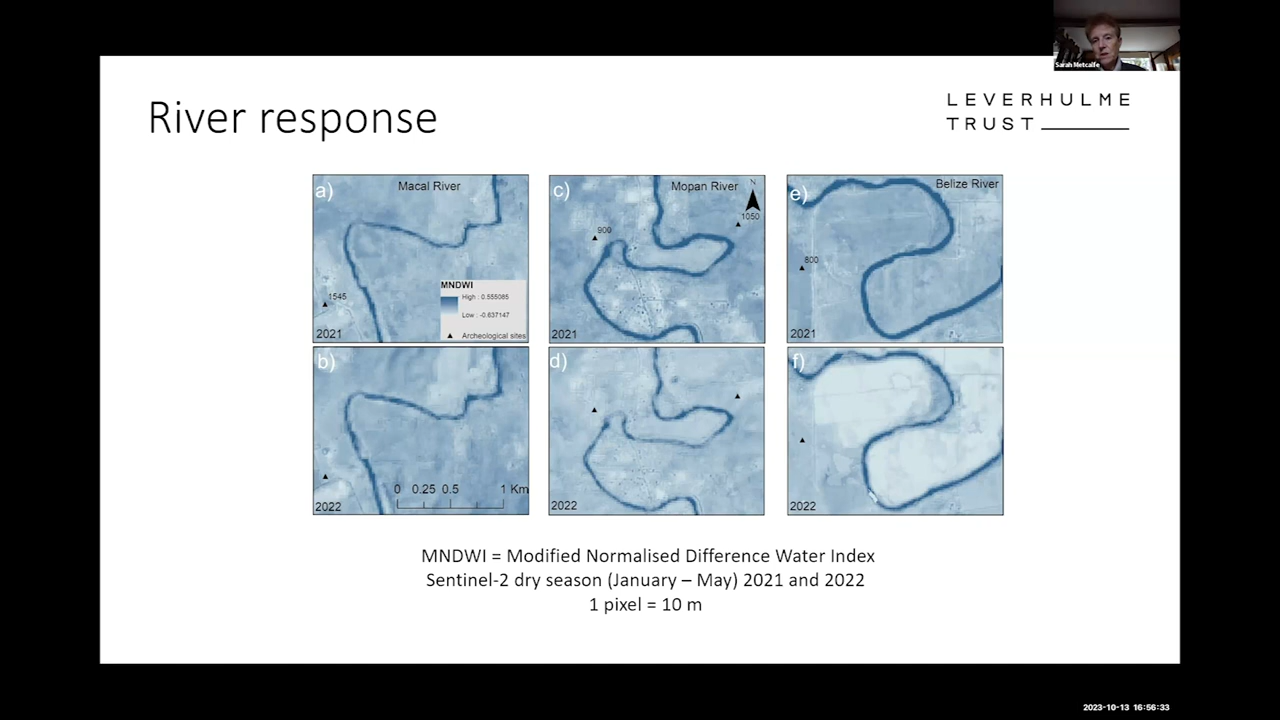 Sarah Metcalfe
River response
LEVERHULME
TRUST
a)
Macal River
1545
MNDWI
High : 0.555085
Low : -0.637147
Archeological sites
2021
c)
Mopan River
N
1050
900
2021
e)
Belize River
800
2021
b)
0 0.25 0.5 1 Km
2022
d)
2022
f)
2022
MNDWI = Modified Normalised Difference Water Index
Sentinel-2 dry season (January – May) 2021 and 2022
1 pixel = 10 m
2023-10-13 16:56:33